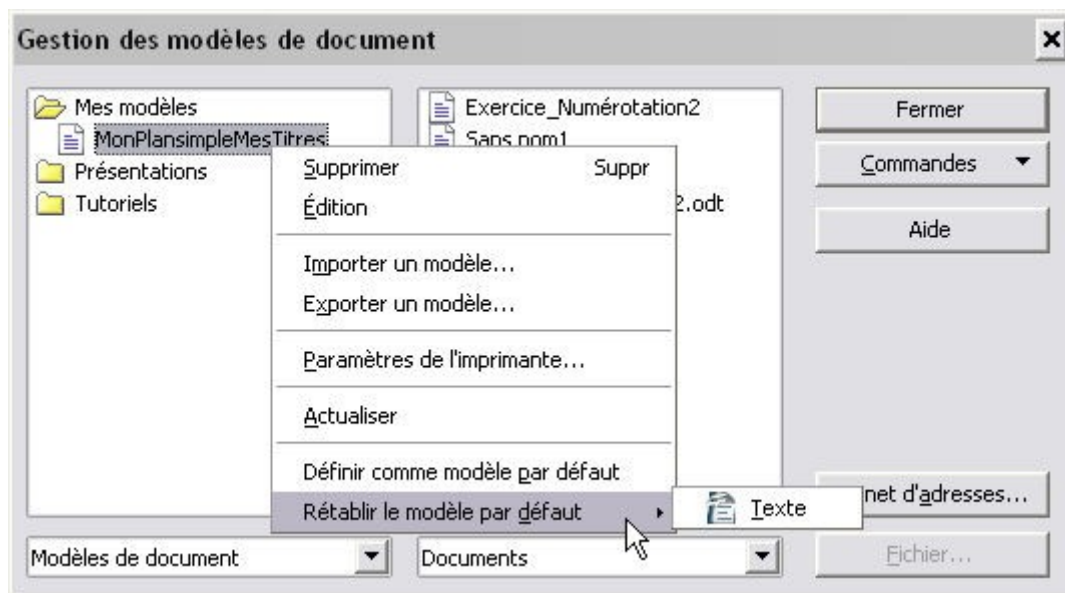 Gestion des modèles de document
Mes modèles
MonPlansimpleMesTitres
Présentations
Tutoriels
Exercice_Numérotation2
Sans nom1
2.odt
Fermer
Commandes
Aide
Supprimer Suppr
Édition
Importer un modèle...
Exporter un modèle...
Paramètres de l'imprimante...
Actualiser
Définir comme modèle par défaut
Rétablir le modèle par défaut
Texte
net d'adresses...
Modèles de document
Documents
Fichier...